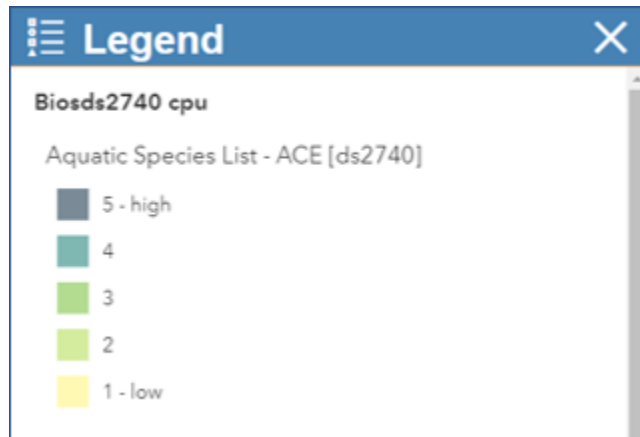 Legend
Biosds2740 cpu
Aquatic Species List - ACE [ds2740]
5 - high
4
3
2
1 - low